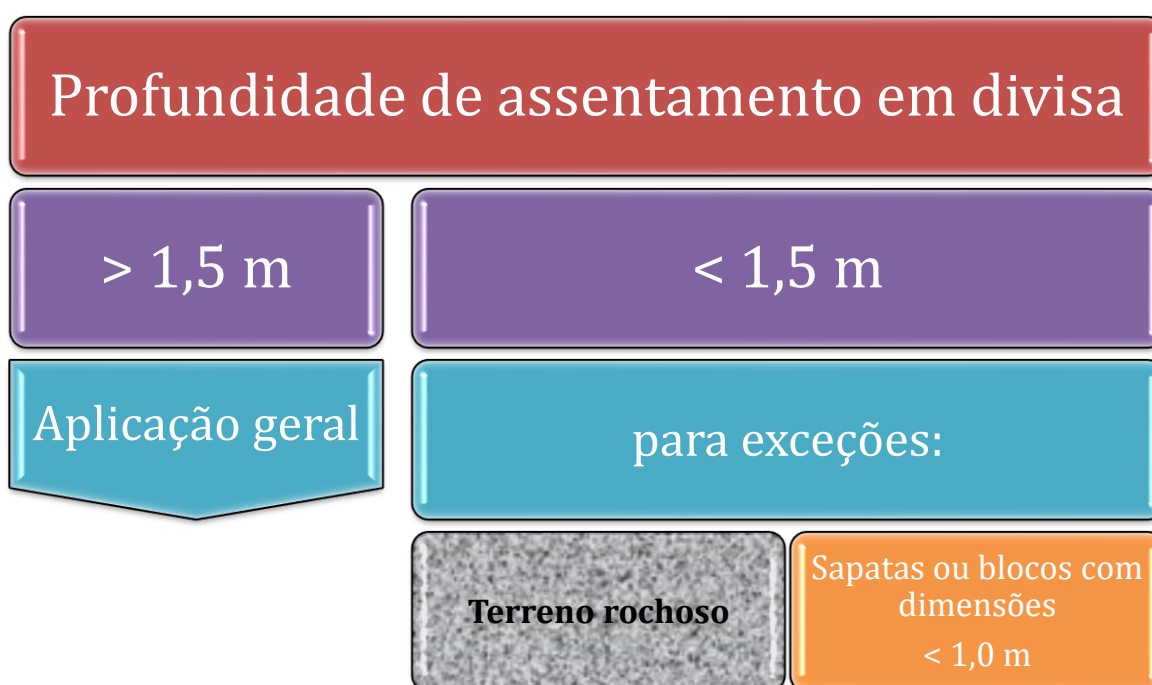 Profundidade de assentamento em divisa
> 1,5 m
< 1,5 m
Aplicação geral
para exceções:
Terreno rochoso
Sapatas ou blocos com
dimensões
< 1,0 m